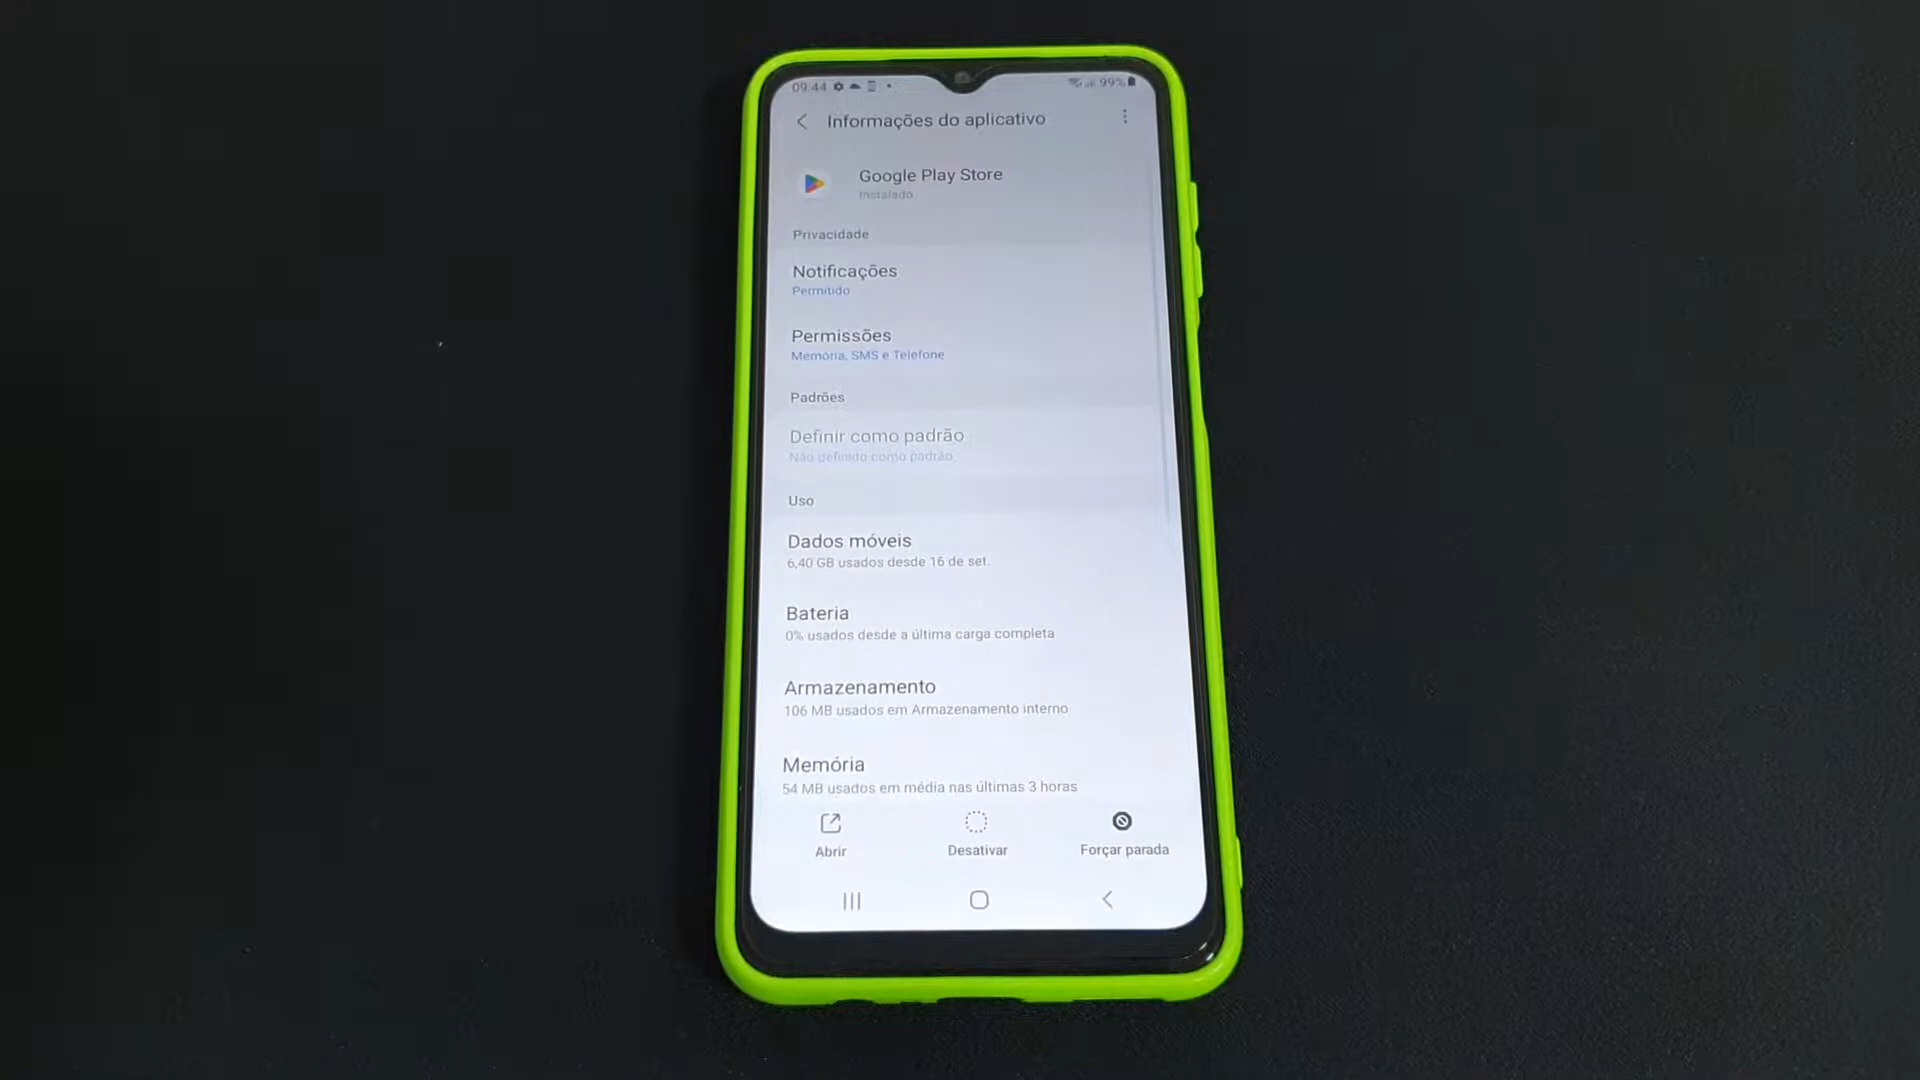 09:44
99%
Informações do aplicativo
Google Play Store
Instalado
Privacidade
Notificações
Permitido
Permissões
Memória, SMS e Telefone
Padrões
Definir como padrão
Não definido como padrão
Uso
Dados móveis
6,40 GB usados desde 16 de set.
Bateria
0% usados desde a última carga completa
Armazenamento
106 MB usados em Armazenamento interno
Memória
54 MB usados em média nas últimas 3 horas
Abrir
Desativar
Forçar parada